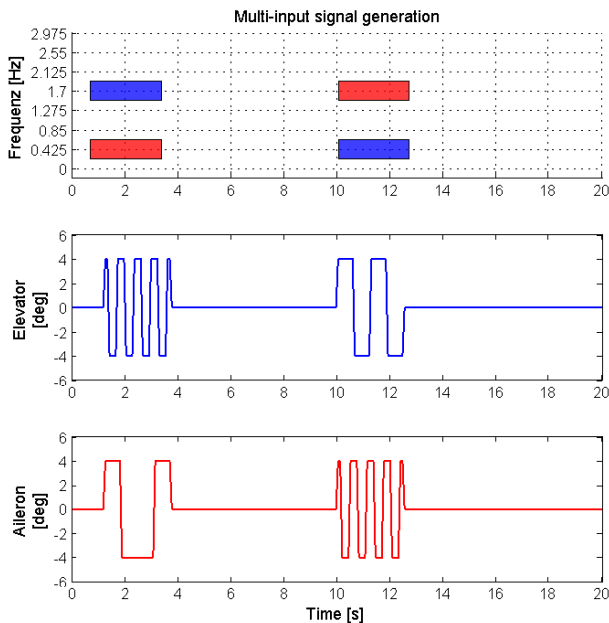 Multi-input signal generation
Frequenz [Hz]
2.975
2.55
2.125
1.7
1.275
0.85
0.425
0
0 2 4 6 8 10 12 14 16 18 20
Elevator
[deg]
6
4
2
0
-2
-4
-6
0 2 4 6 8 10 12 14 16 18 20
Aileron
[deg]
6
4
2
0
-2
-4
-6
0 2 4 6 8 10 12 14 16 18 20
Time [s]